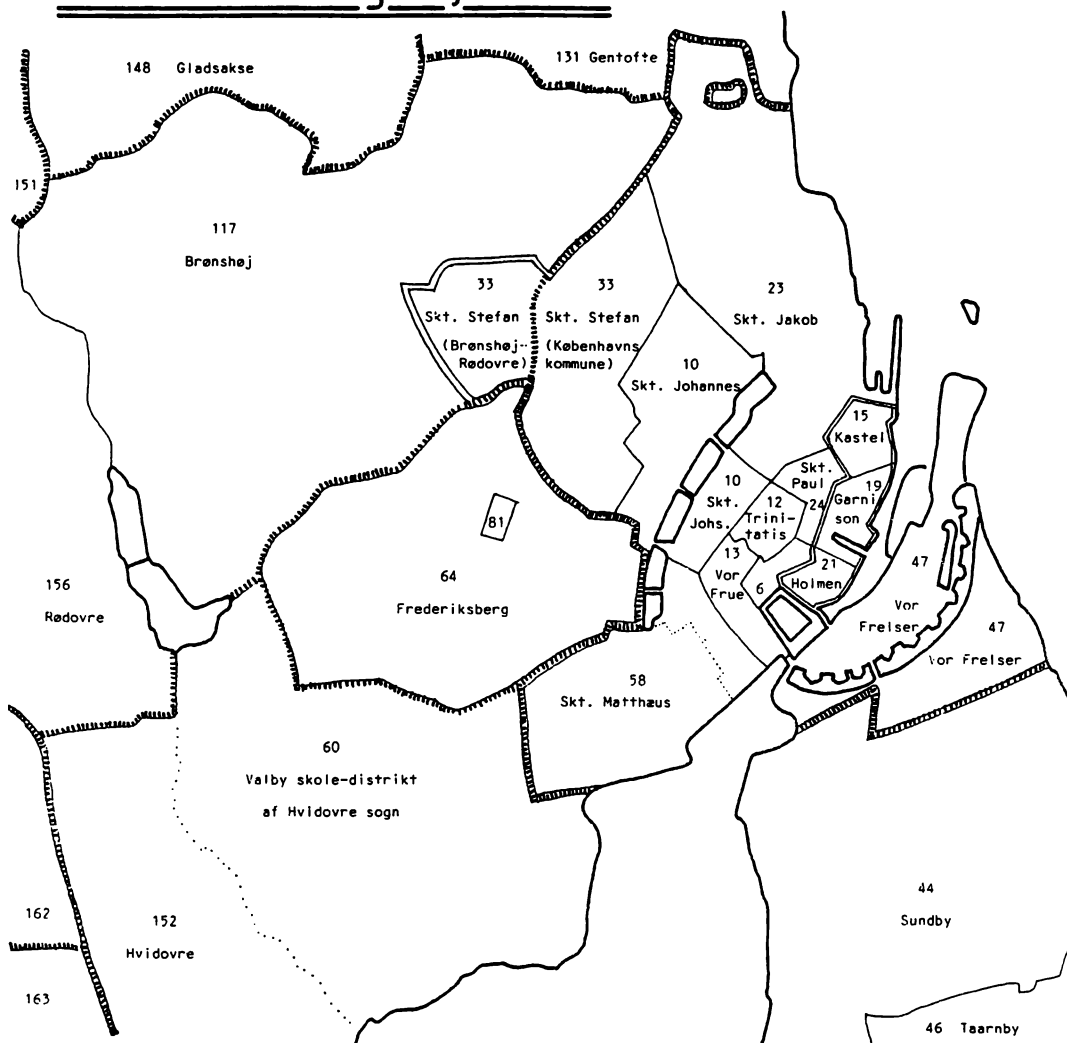 148 Gladsakse
131 Gentofte
151
117
Brønshøj
33
Skt. Stefan
(Brønshøj-
Rødovre)
33
Skt. Stefan
(Københavns
kommune)
23
Skt. Jakob
10
Skt. Johannes
15
Kastel
Skt.
Paul
24
19
Garni
son
10
Skt.
Johs.
12
Trini-
tatis
13
Vor
Frue
6
21
Holmen
47
Vor
Frelser
47
Vor Frelser
81
64
Frederiksberg
156
Rødovre
58
Skt. Matthæus
60
Valby skole-distrikt
af Hvidovre sogn
44
Sundby
162
152
Hvidovre
163
46 Taarnby